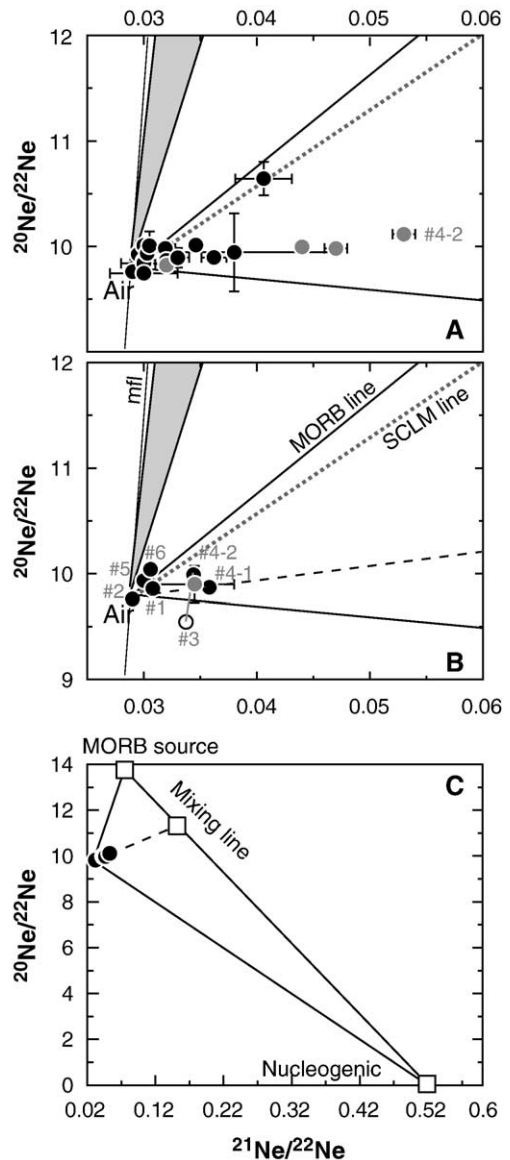 0.03 0.04 0.05 0.06
12
11
10
20Ne/22Ne
#4-2
Air
A
12
mfl
MORB line
SCLM line
11
20Ne/22Ne
#6 #4-2
#5 #4-1
10
#2
Air #1
#3
B
9
0.03 0.04 0.05 0.06
MORB source
14
C
Mixing line
12
10
20Ne/22Ne
8
6
4
2
Nucleogenic
0
0.02 0.12 0.22 0.32 0.42 0.52 0.6
21Ne/22Ne